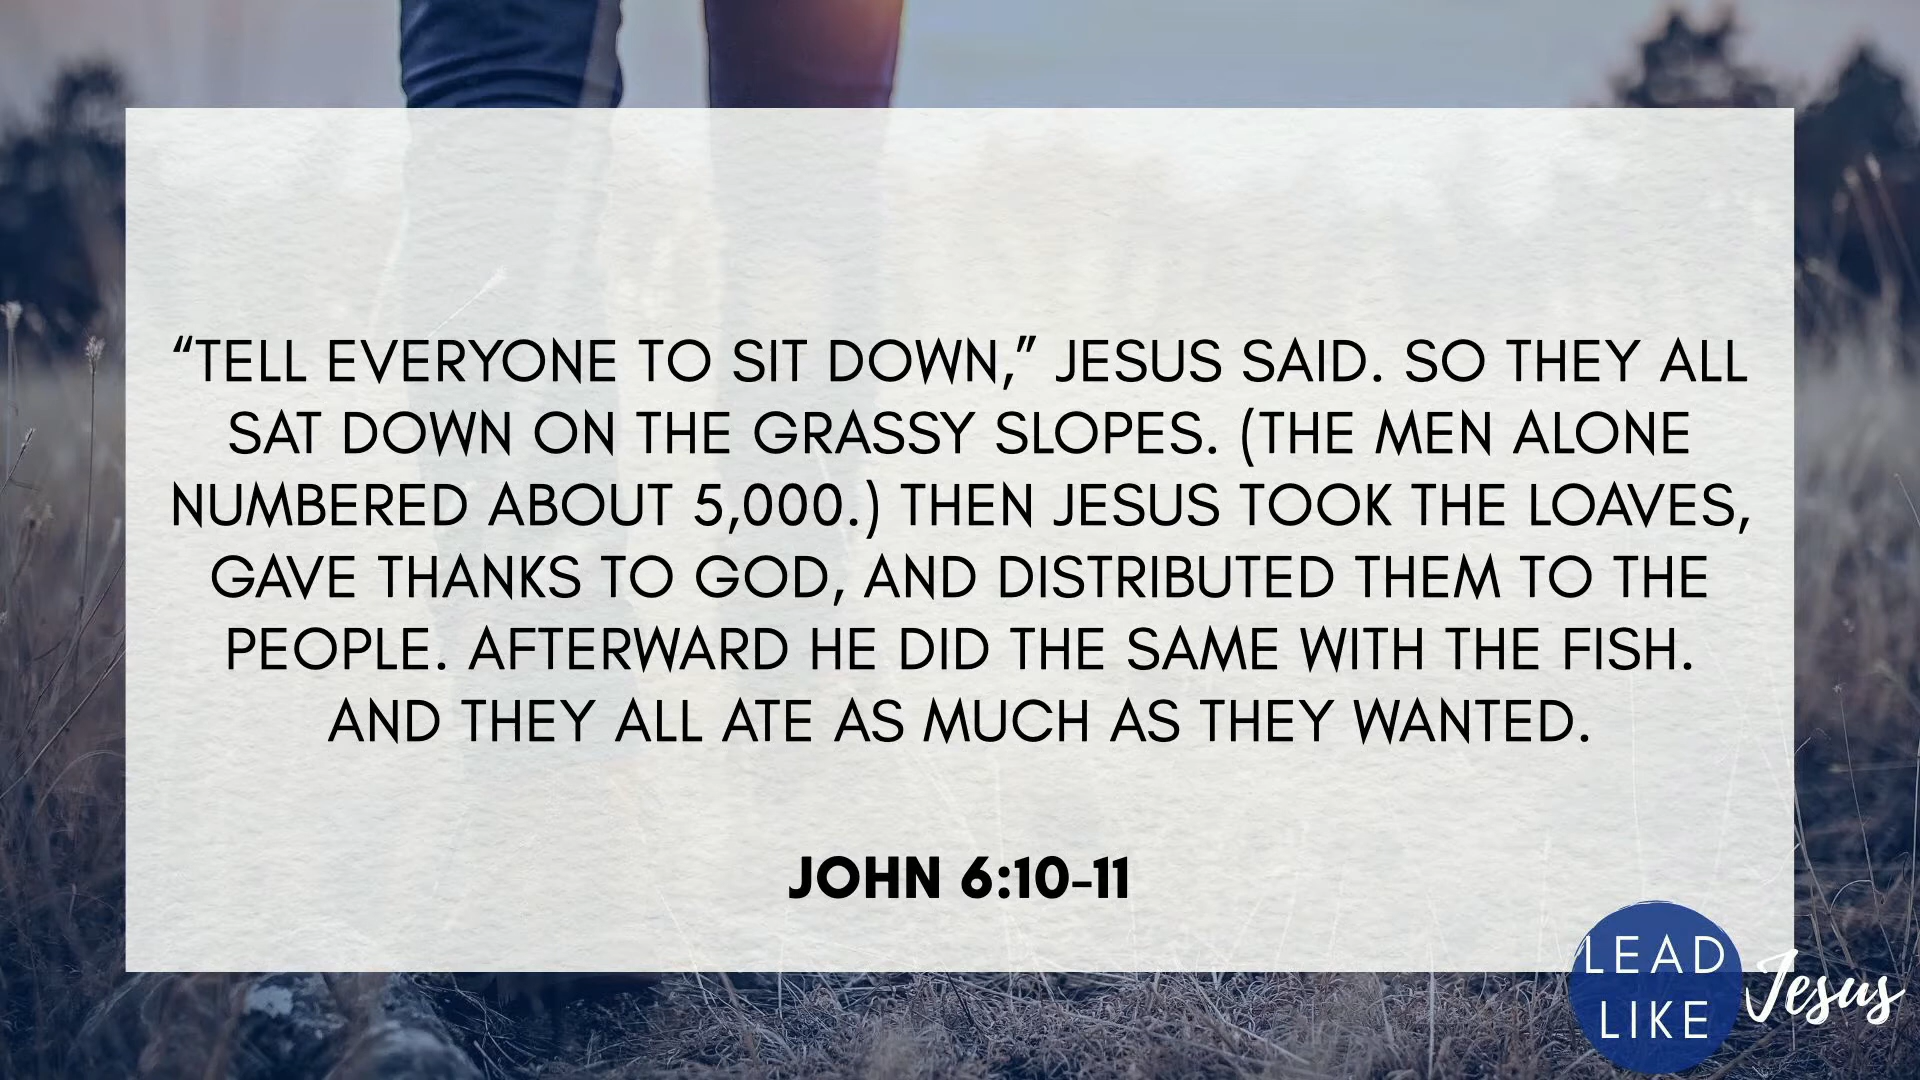 “TELL EVERYONE TO SIT DOWN,” JESUS SAID. SO THEY ALL
SAT DOWN ON THE GRASSY SLOPES. (THE MEN ALONE
NUMBERED ABOUT 5,000.) THEN JESUS TOOK THE LOAVES,
GAVE THANKS TO GOD, AND DISTRIBUTED THEM TO THE
PEOPLE. AFTERWARD HE DID THE SAME WITH THE FISH.
AND THEY ALL ATE AS MUCH AS THEY WANTED.
JOHN 6:10-11
LEAD
LIKE
Jesus